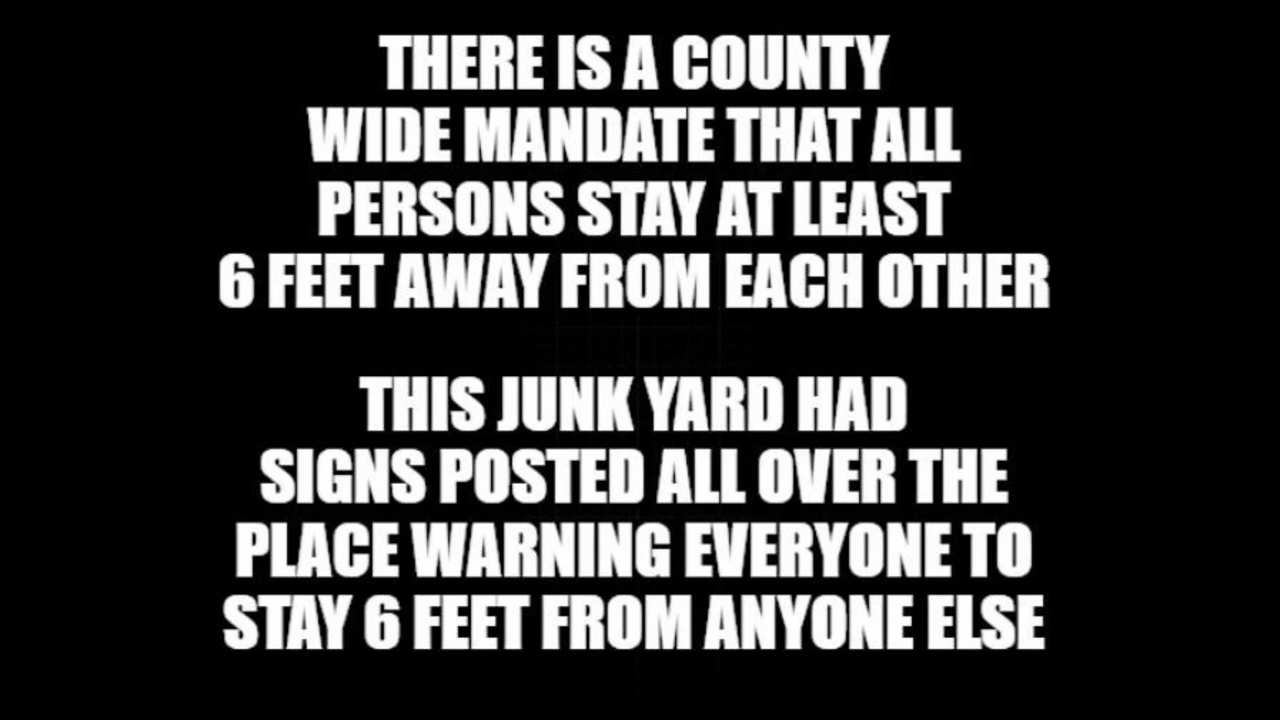 THERE IS A COUNTY
WIDE MANDATE THAT ALL
PERSONS STAY AT LEAST
6 FEET AWAY FROM EACH OTHER
THIS JUNK YARD HAD
SIGNS POSTED ALL OVER THE
PLACE WARNING EVERYONE TO
STAY 6 FEET FROM ANYONE ELSE